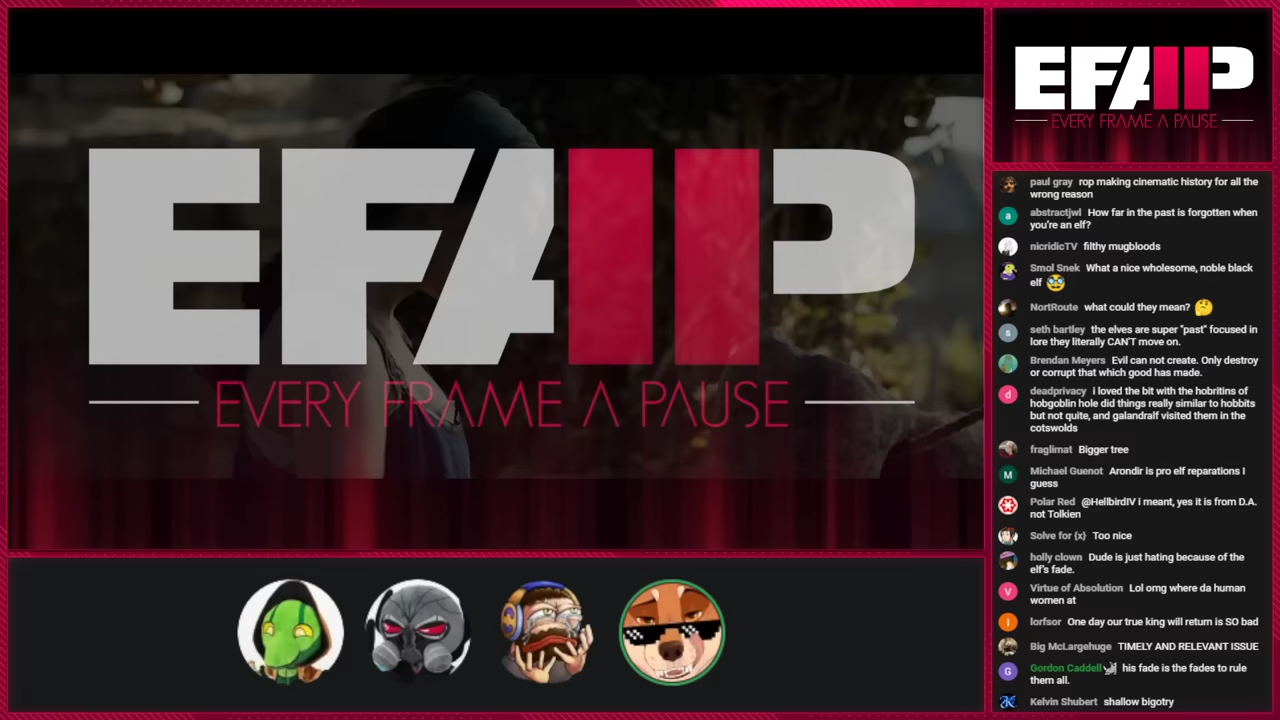 EFAP
EVERY FRAME A PAUSE
EFAP
EVERY FRAME A PAUSE
paul gray rop making cinematic history for all the
wrong reason
a
abstractjwl How far in the past is forgotten when
you're an elf?
nicridicTV filthy mugbloods
Smol Snek What a nice wholesome, noble black
elf
NortRoute what could they mean?
s
seth bartley the elves are super "past" focused in
lore they literally CAN'T move on.
Brendan Meyers Evil can not create. Only destroy
or corrupt that which good has made.
d
deadprivacy i loved the bit with the hobritins of
hobgoblin hole did things really similar to hobbits
but not quite, and galandralf visited them in the
cotswolds
fraglimat Bigger tree
M
Michael Guenot Arondir is pro elf reparations I
guess
Polar Red @HellbirdIV i meant, yes it is from D.A.
not Tolkien
Solve for {x} Too nice
holly clown Dude is just hating because of the
elf's fade.
V
Virtue of Absolution Lol omg where da human
women at
l
lorfsor One day our true king will return is SO bad
Big McLargehuge TIMELY AND RELEVANT ISSUE
G
Gordon Caddell his fade is the fades to rule
them all.
Kelvin Shubert shallow bigotry